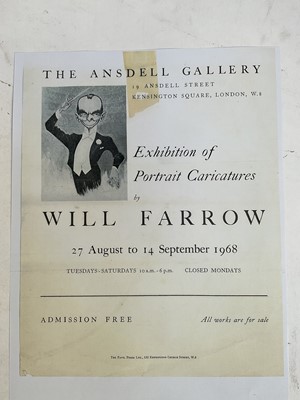 THE ANSDELL GALLERY
19 ANSDELL STREET
KENSINGTON SQUARE, LONDON, W.8
Exhibition of
Portrait Caricatures
by
WILL FARROW
27 August to 14 September 1968
TUESDAYS–SATURDAYS 10 a.m.–6 p.m. CLOSED MONDAYS
ADMISSION FREE All works are for sale